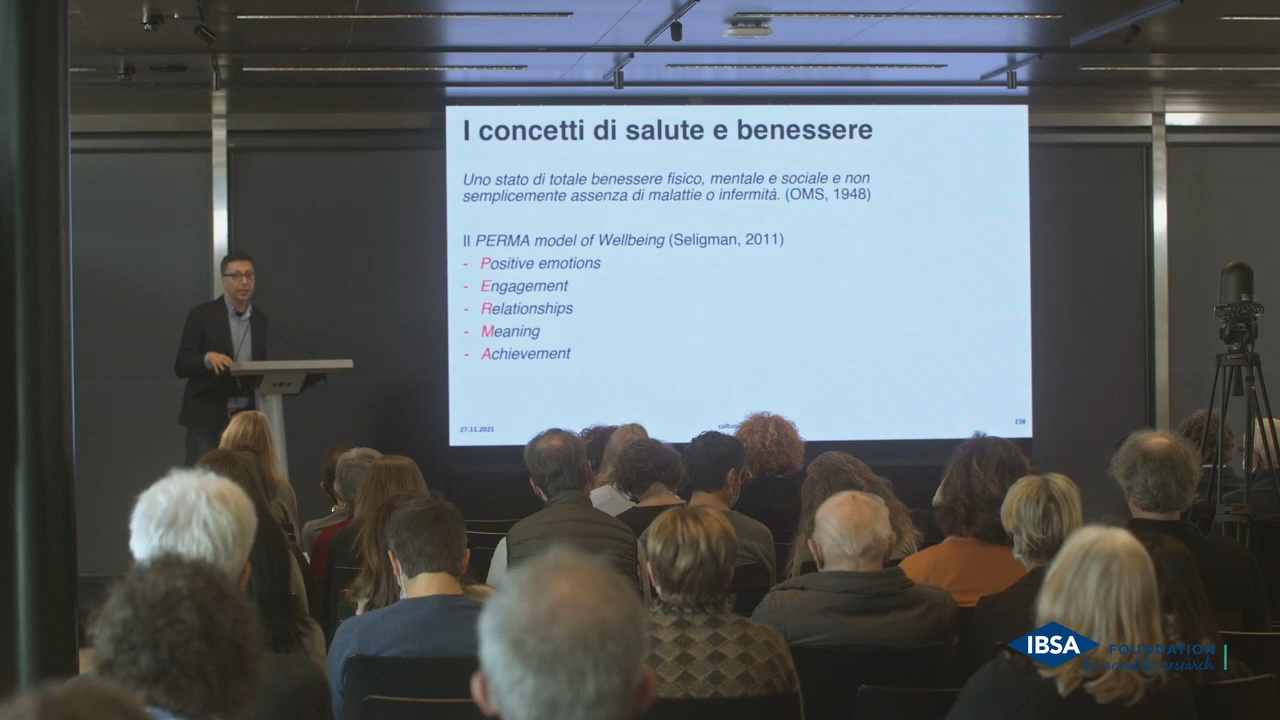 I concetti di salute e benessere
Uno stato di totale benessere fisico, mentale e sociale e non
semplicemente assenza di malattie o infermità. (OMS, 1948)
Il PERMA model of Wellbeing (Seligman, 2011)
- Positive emotions
- Engagement
- Relationships
- Meaning
- Achievement
27.11.2021
238
IBSA FOUNDATION
for scientific research